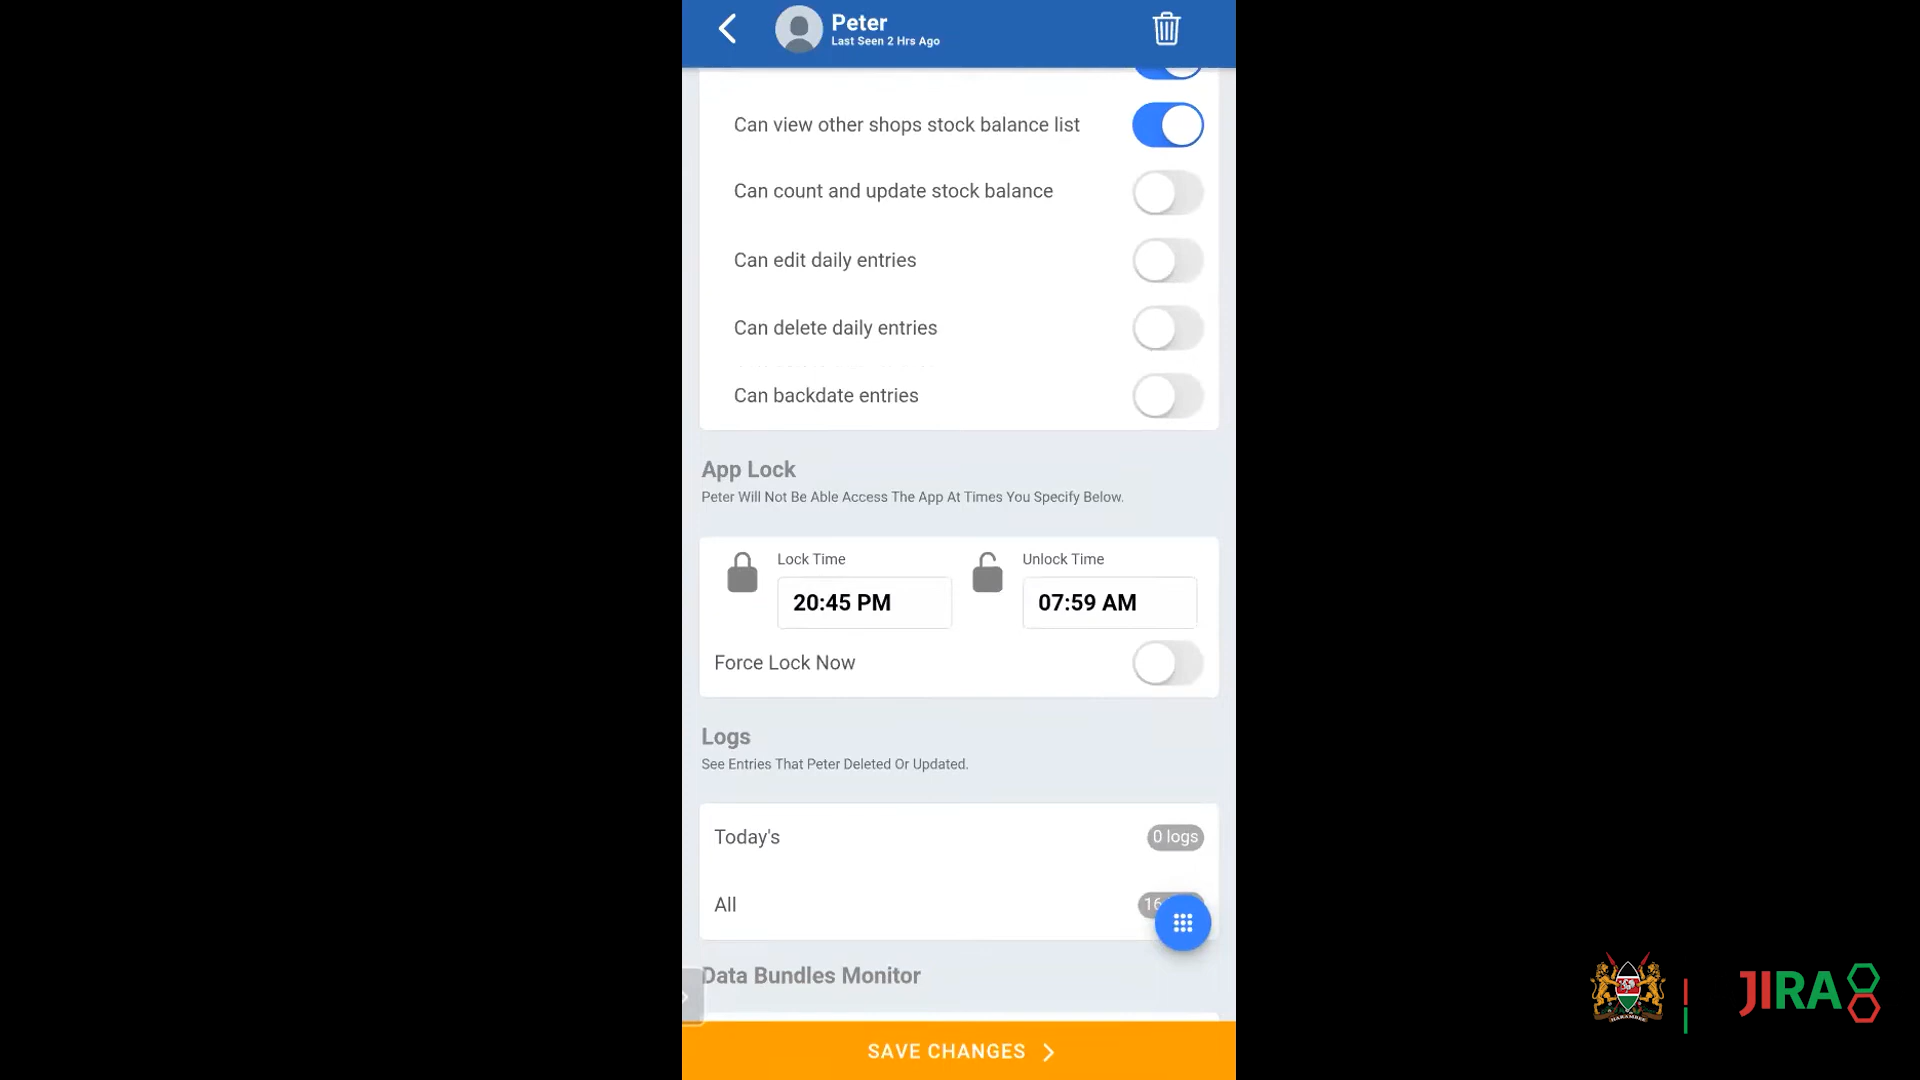 Peter
Last Seen 2 Hrs Ago
Can view other shops stock balance list
Can count and update stock balance
Can edit daily entries
Can delete daily entries
Can backdate entries
App Lock
Peter Will Not Be Able Access The App At Times You Specify Below.
Lock Time
Unlock Time
20:45 PM
07:59 AM
Force Lock Now
Logs
See Entries That Peter Deleted Or Updated.
Today's
0 logs
All
16
Data Bundles Monitor
SAVE CHANGES
HARAMBEE
JIRA